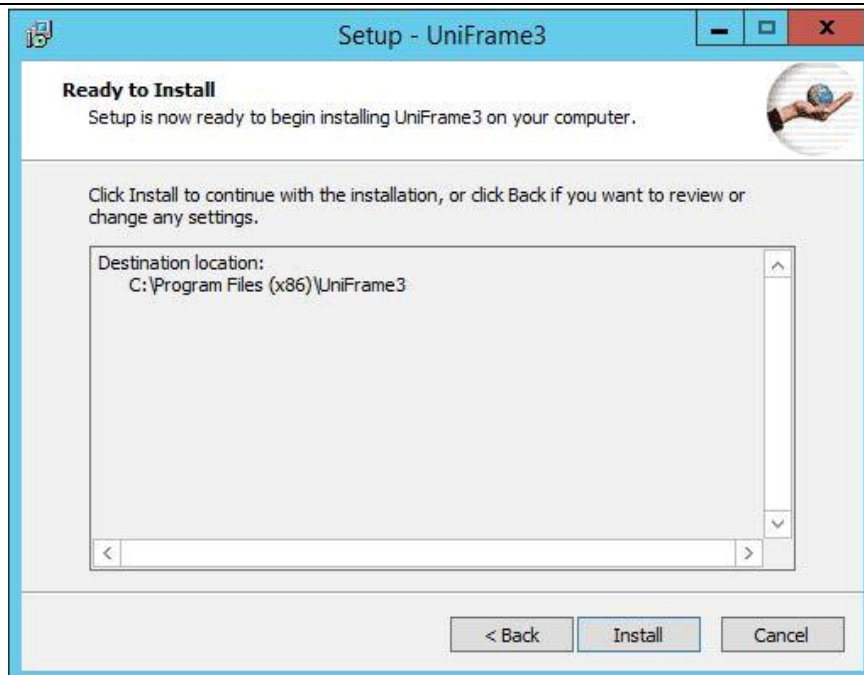 Setup - UniFrame3
Ready to Install
Setup is now ready to begin installing UniFrame3 on your computer.
Click Install to continue with the installation, or click Back if you want to review or
change any settings.
Destination location:
C:\Program Files (x86)\UniFrame3
< Back
Install
Cancel